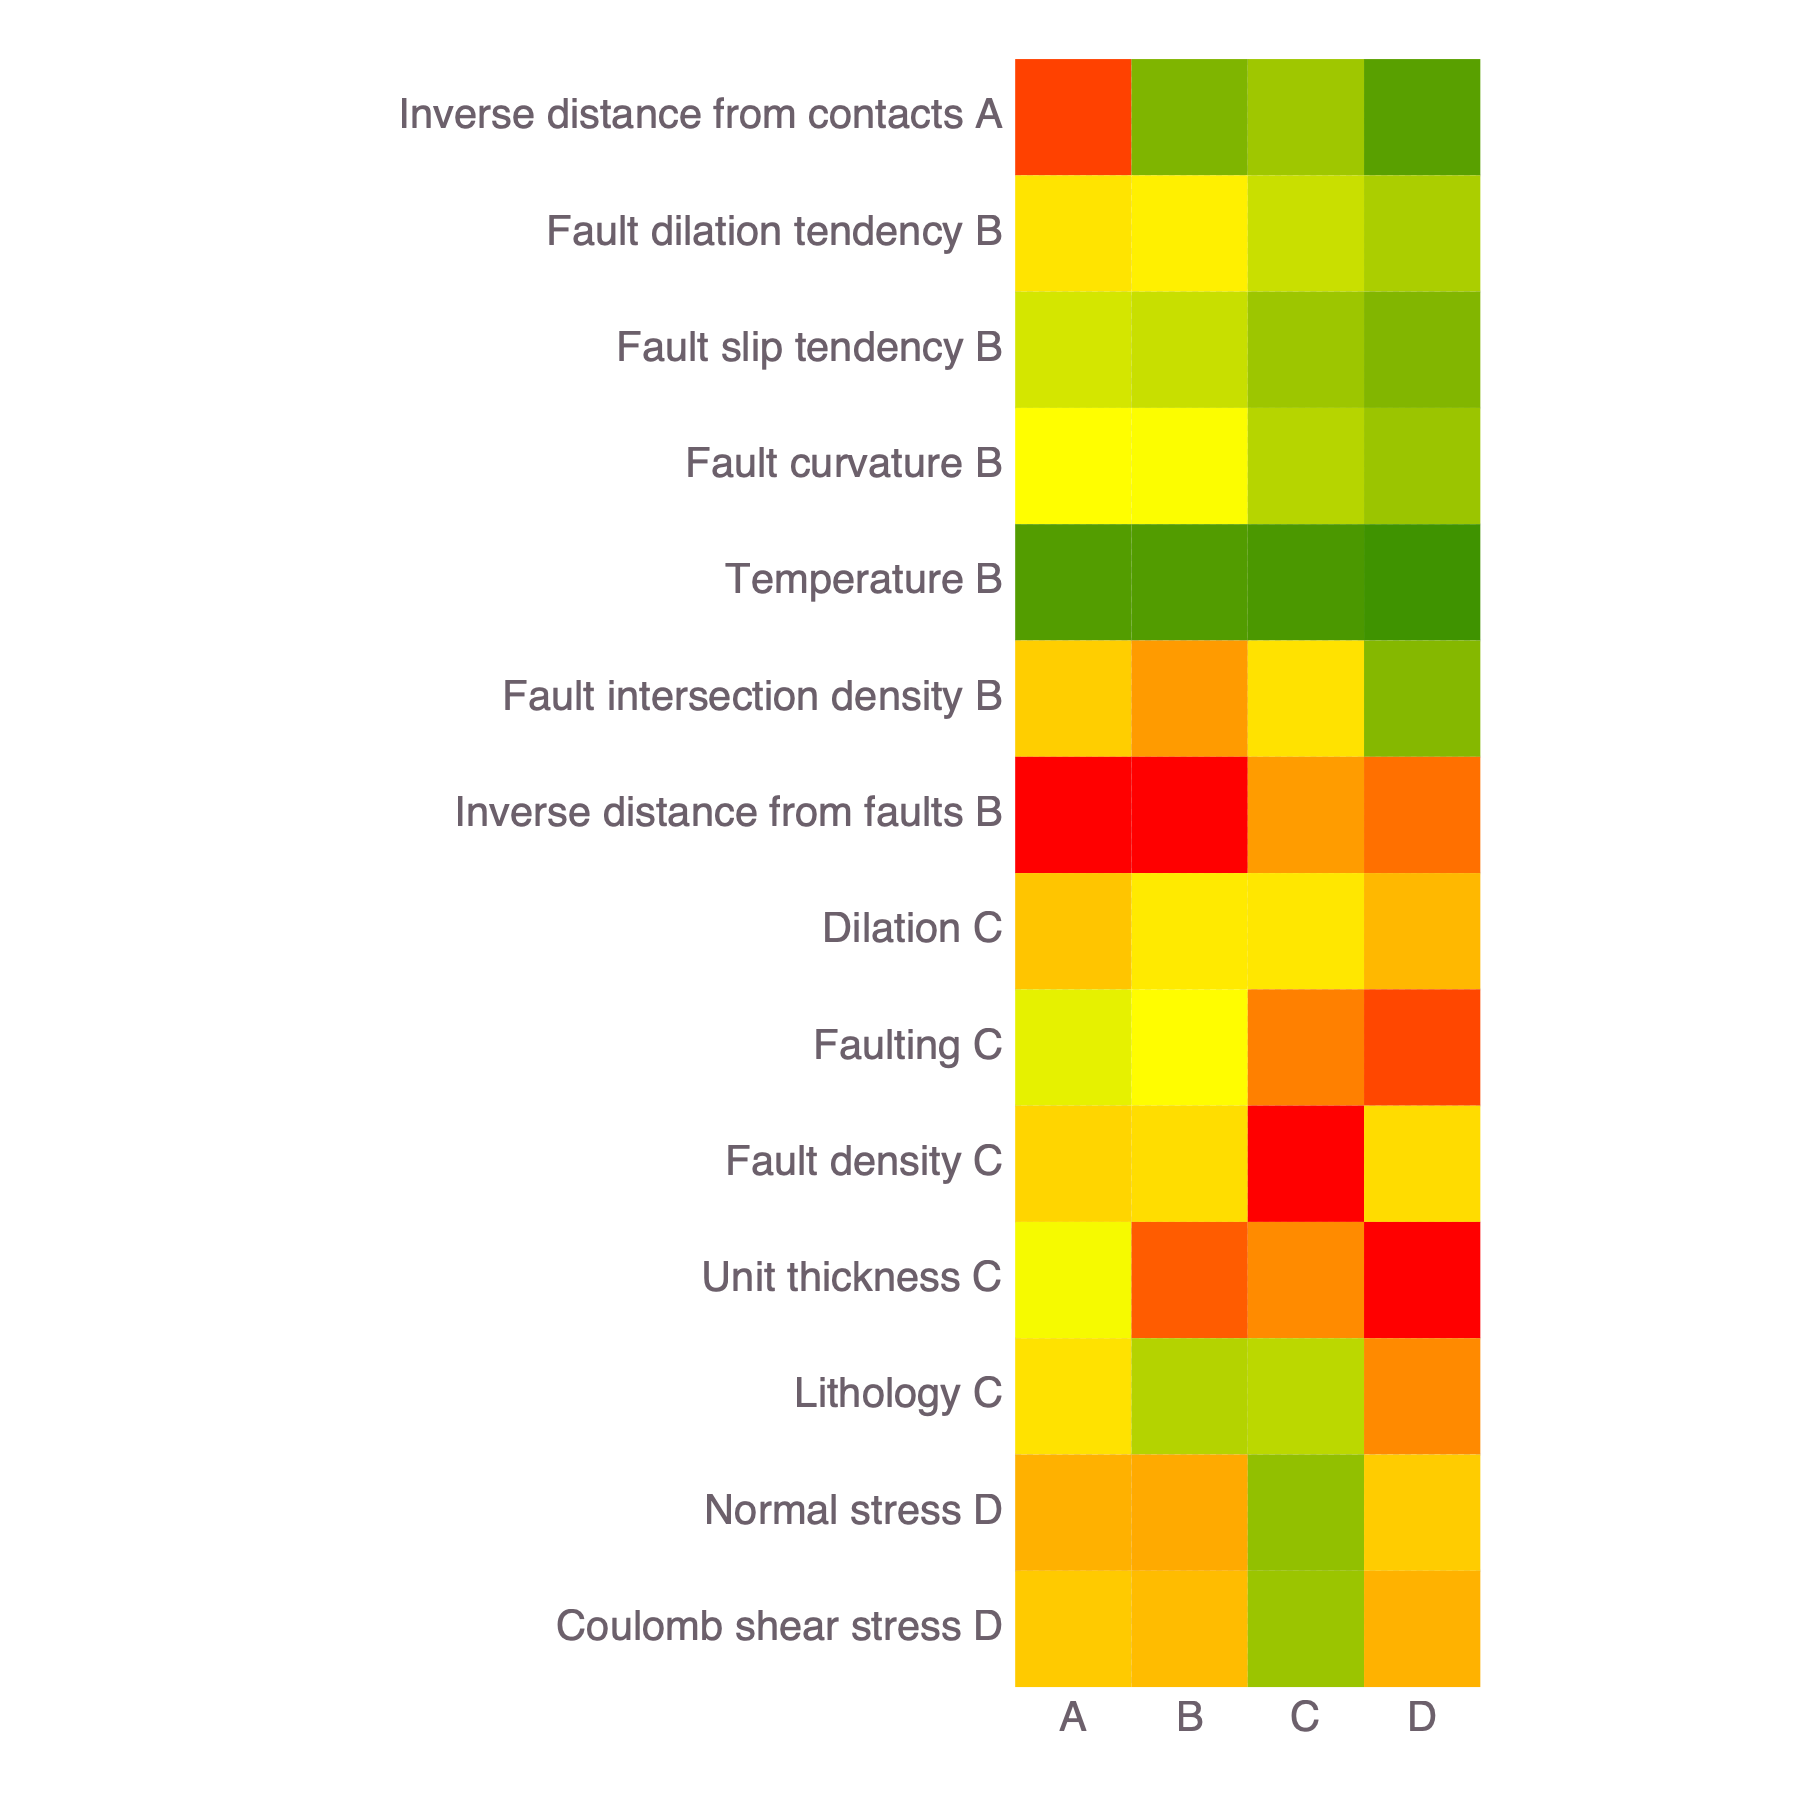 Inverse distance from contacts A
Fault dilation tendency B
Fault slip tendency B
Fault curvature B
Temperature B
Fault intersection density B
Inverse distance from faults B
Dilation C
Faulting C
Fault density C
Unit thickness C
Lithology C
Normal stress D
Coulomb shear stress D
A B C D